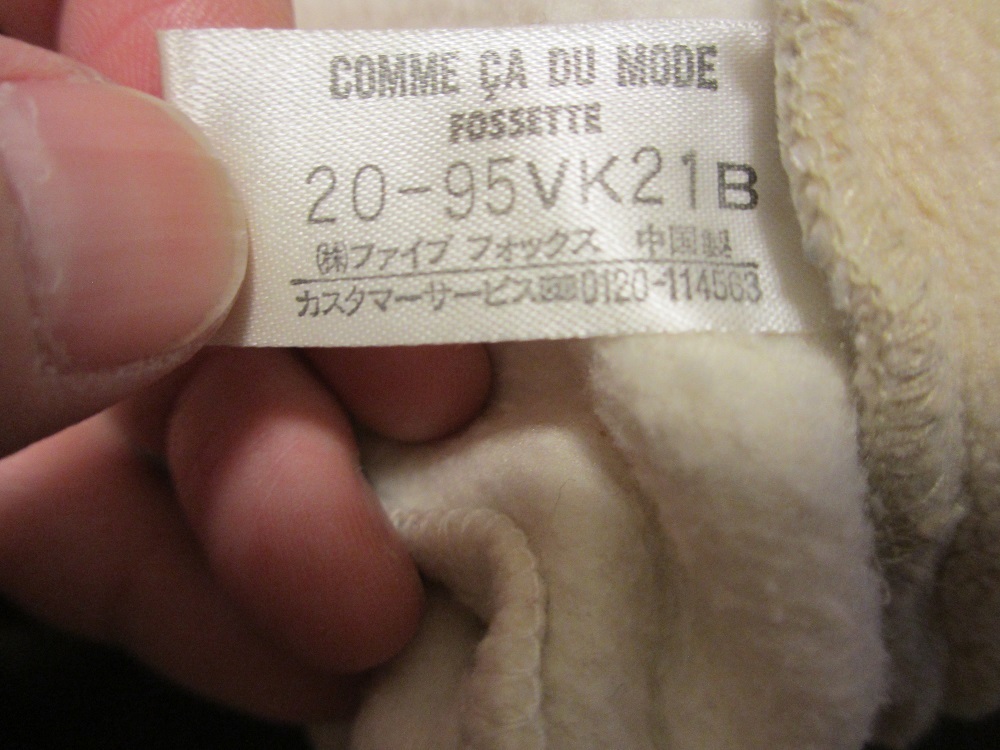 COMME ÇA DU MODE
FOSSETTE
20-95VK21B
㈱ファイブ フォックス 中国製
カスタマーサービス 0120-114563